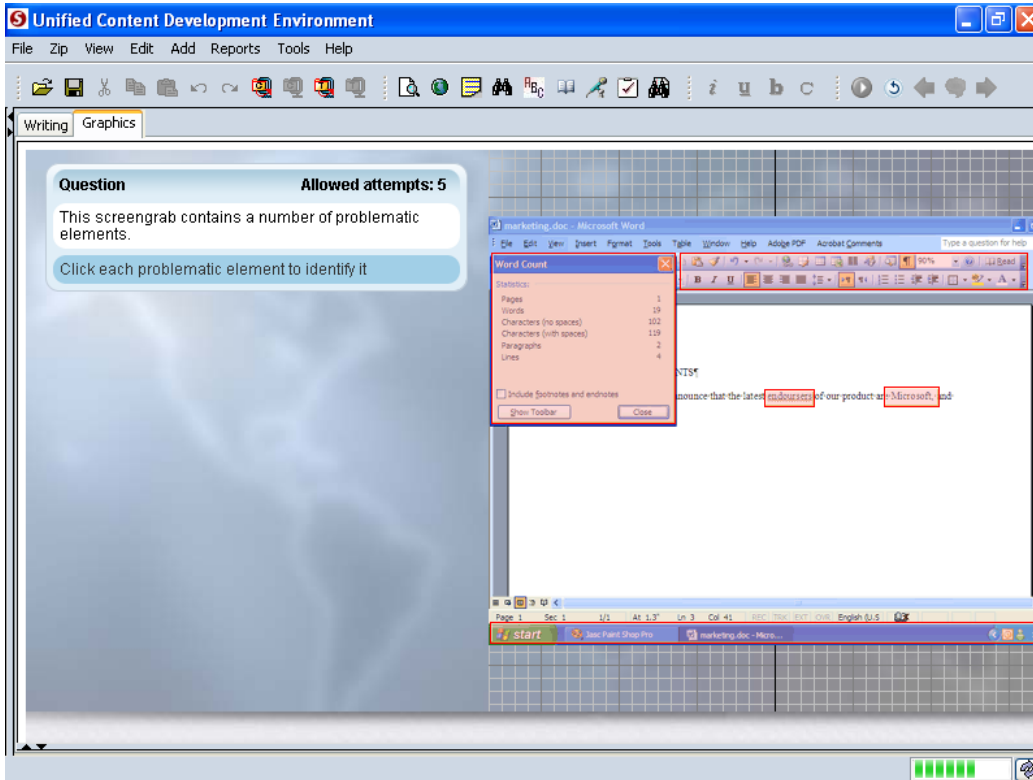 Unified Content Development Environment
File Zip View Edit Add Reports Tools Help
i u b c
Writing Graphics
Question Allowed attempts: 5
This screengrab contains a number of problematic
elements.
Click each problematic element to identify it
marketing.doc - Microsoft Word
File Edit View Insert Format Tools Table Window Help Adobe PDF Acrobat Comments Type a question for help
Word Count
90% Read
B I U
Statistics:
Pages 1
Words 19
Characters (no spaces) 102
Characters (with spaces) 119
Paragraphs 2
Lines 4
NTS¶
Include footnotes and endnotes
nounce·that·the·latest·endoursers·of·our·product·are·Microsoft,·and·
Show Toolbar Close
Page 1 Sec 1 1/1 At 1.3" Ln 3 Col 41 REC TRK EXT OVR English (U.S
start Jasc Paint Shop Pro marketing.doc - Micro...